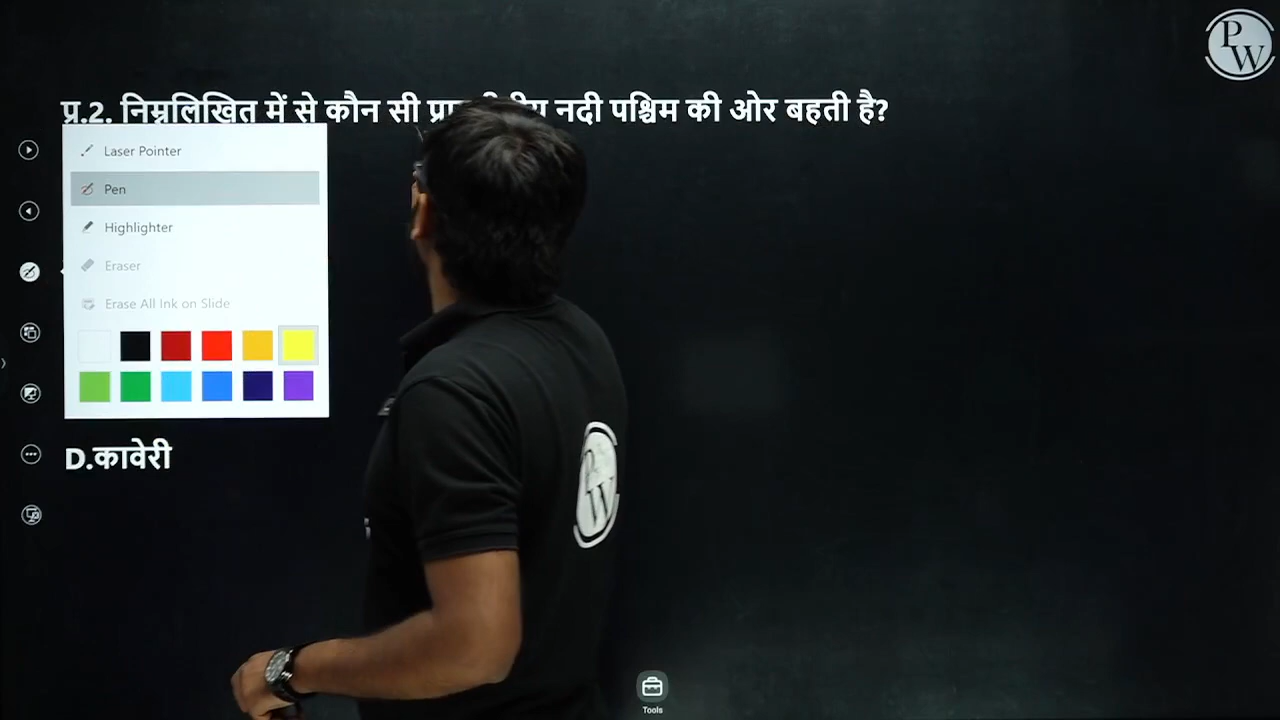 P
W
प्र.2. निम्नलिखित में से कौन सी नदी पश्चिम की ओर बहती है?
Laser Pointer
Pen
Highlighter
Eraser
Erase All Ink on Slide
D.कावेरी
P
W
Tools